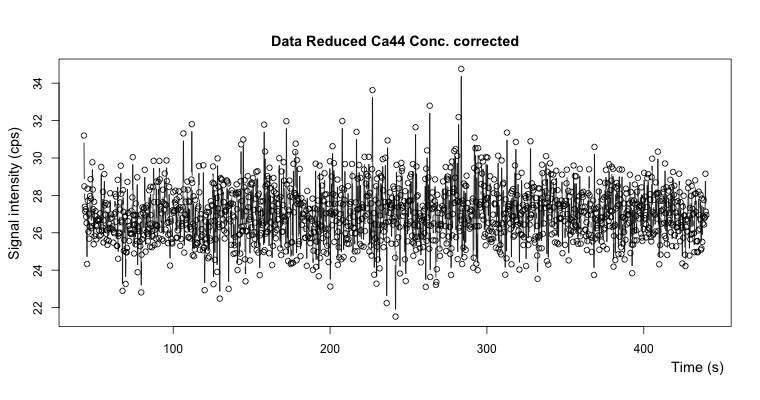 Data Reduced Ca44 Conc. corrected
Signal intensity (cps)
34
32
30
28
26
24
22
100 200 300 400
Time (s)